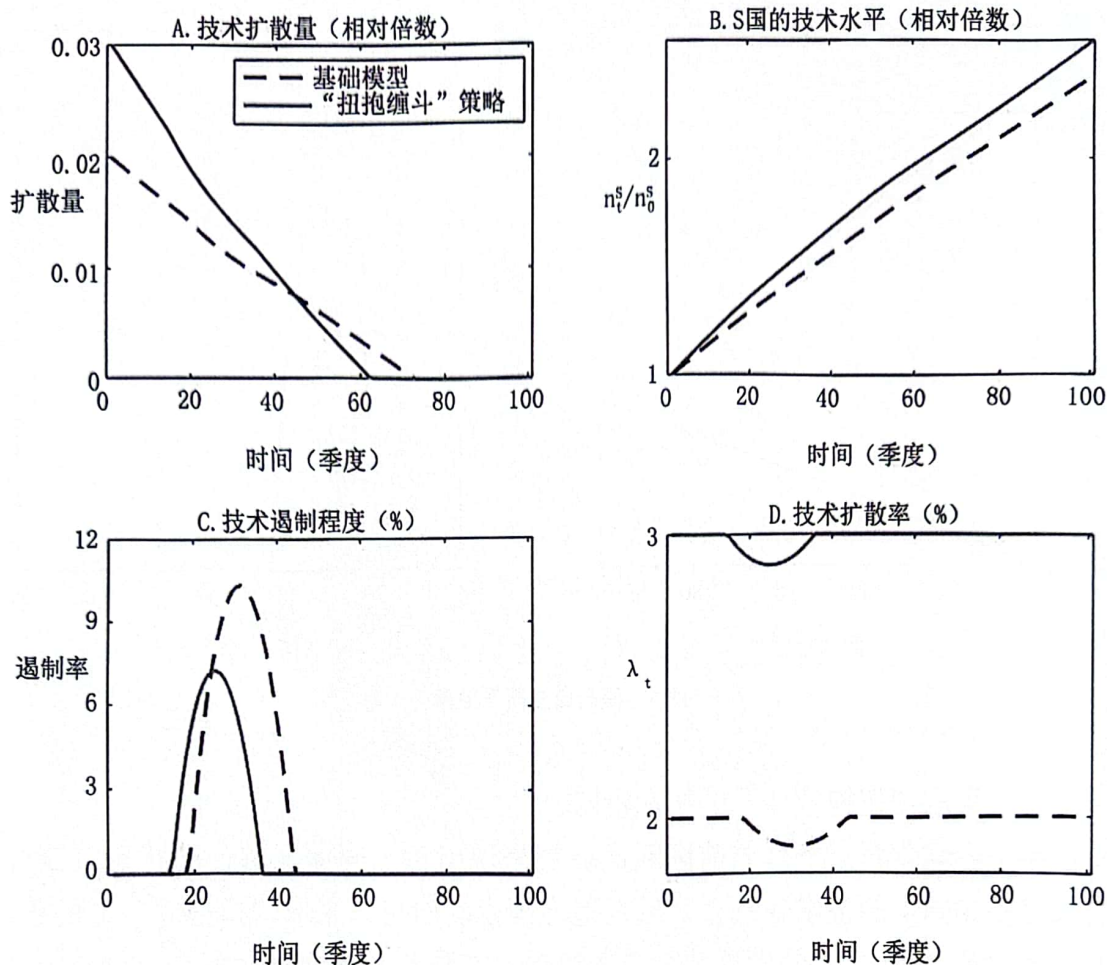 A.技术扩散量（相对倍数）
0.03
0.02
0.01
0
扩散量
基础模型
“扭抱缠斗”策略
0 20 40 60 80 100
时间（季度）
B.S国的技术水平（相对倍数）
2
1
nₜˢ/n₀ˢ
0 20 40 60 80 100
时间（季度）
C.技术遏制程度（%）
12
9
6
3
0
遏制率
0 20 40 60 80 100
时间（季度）
D.技术扩散率（%）
3
2
λₜ
0 20 40 60 80 100
时间（季度）